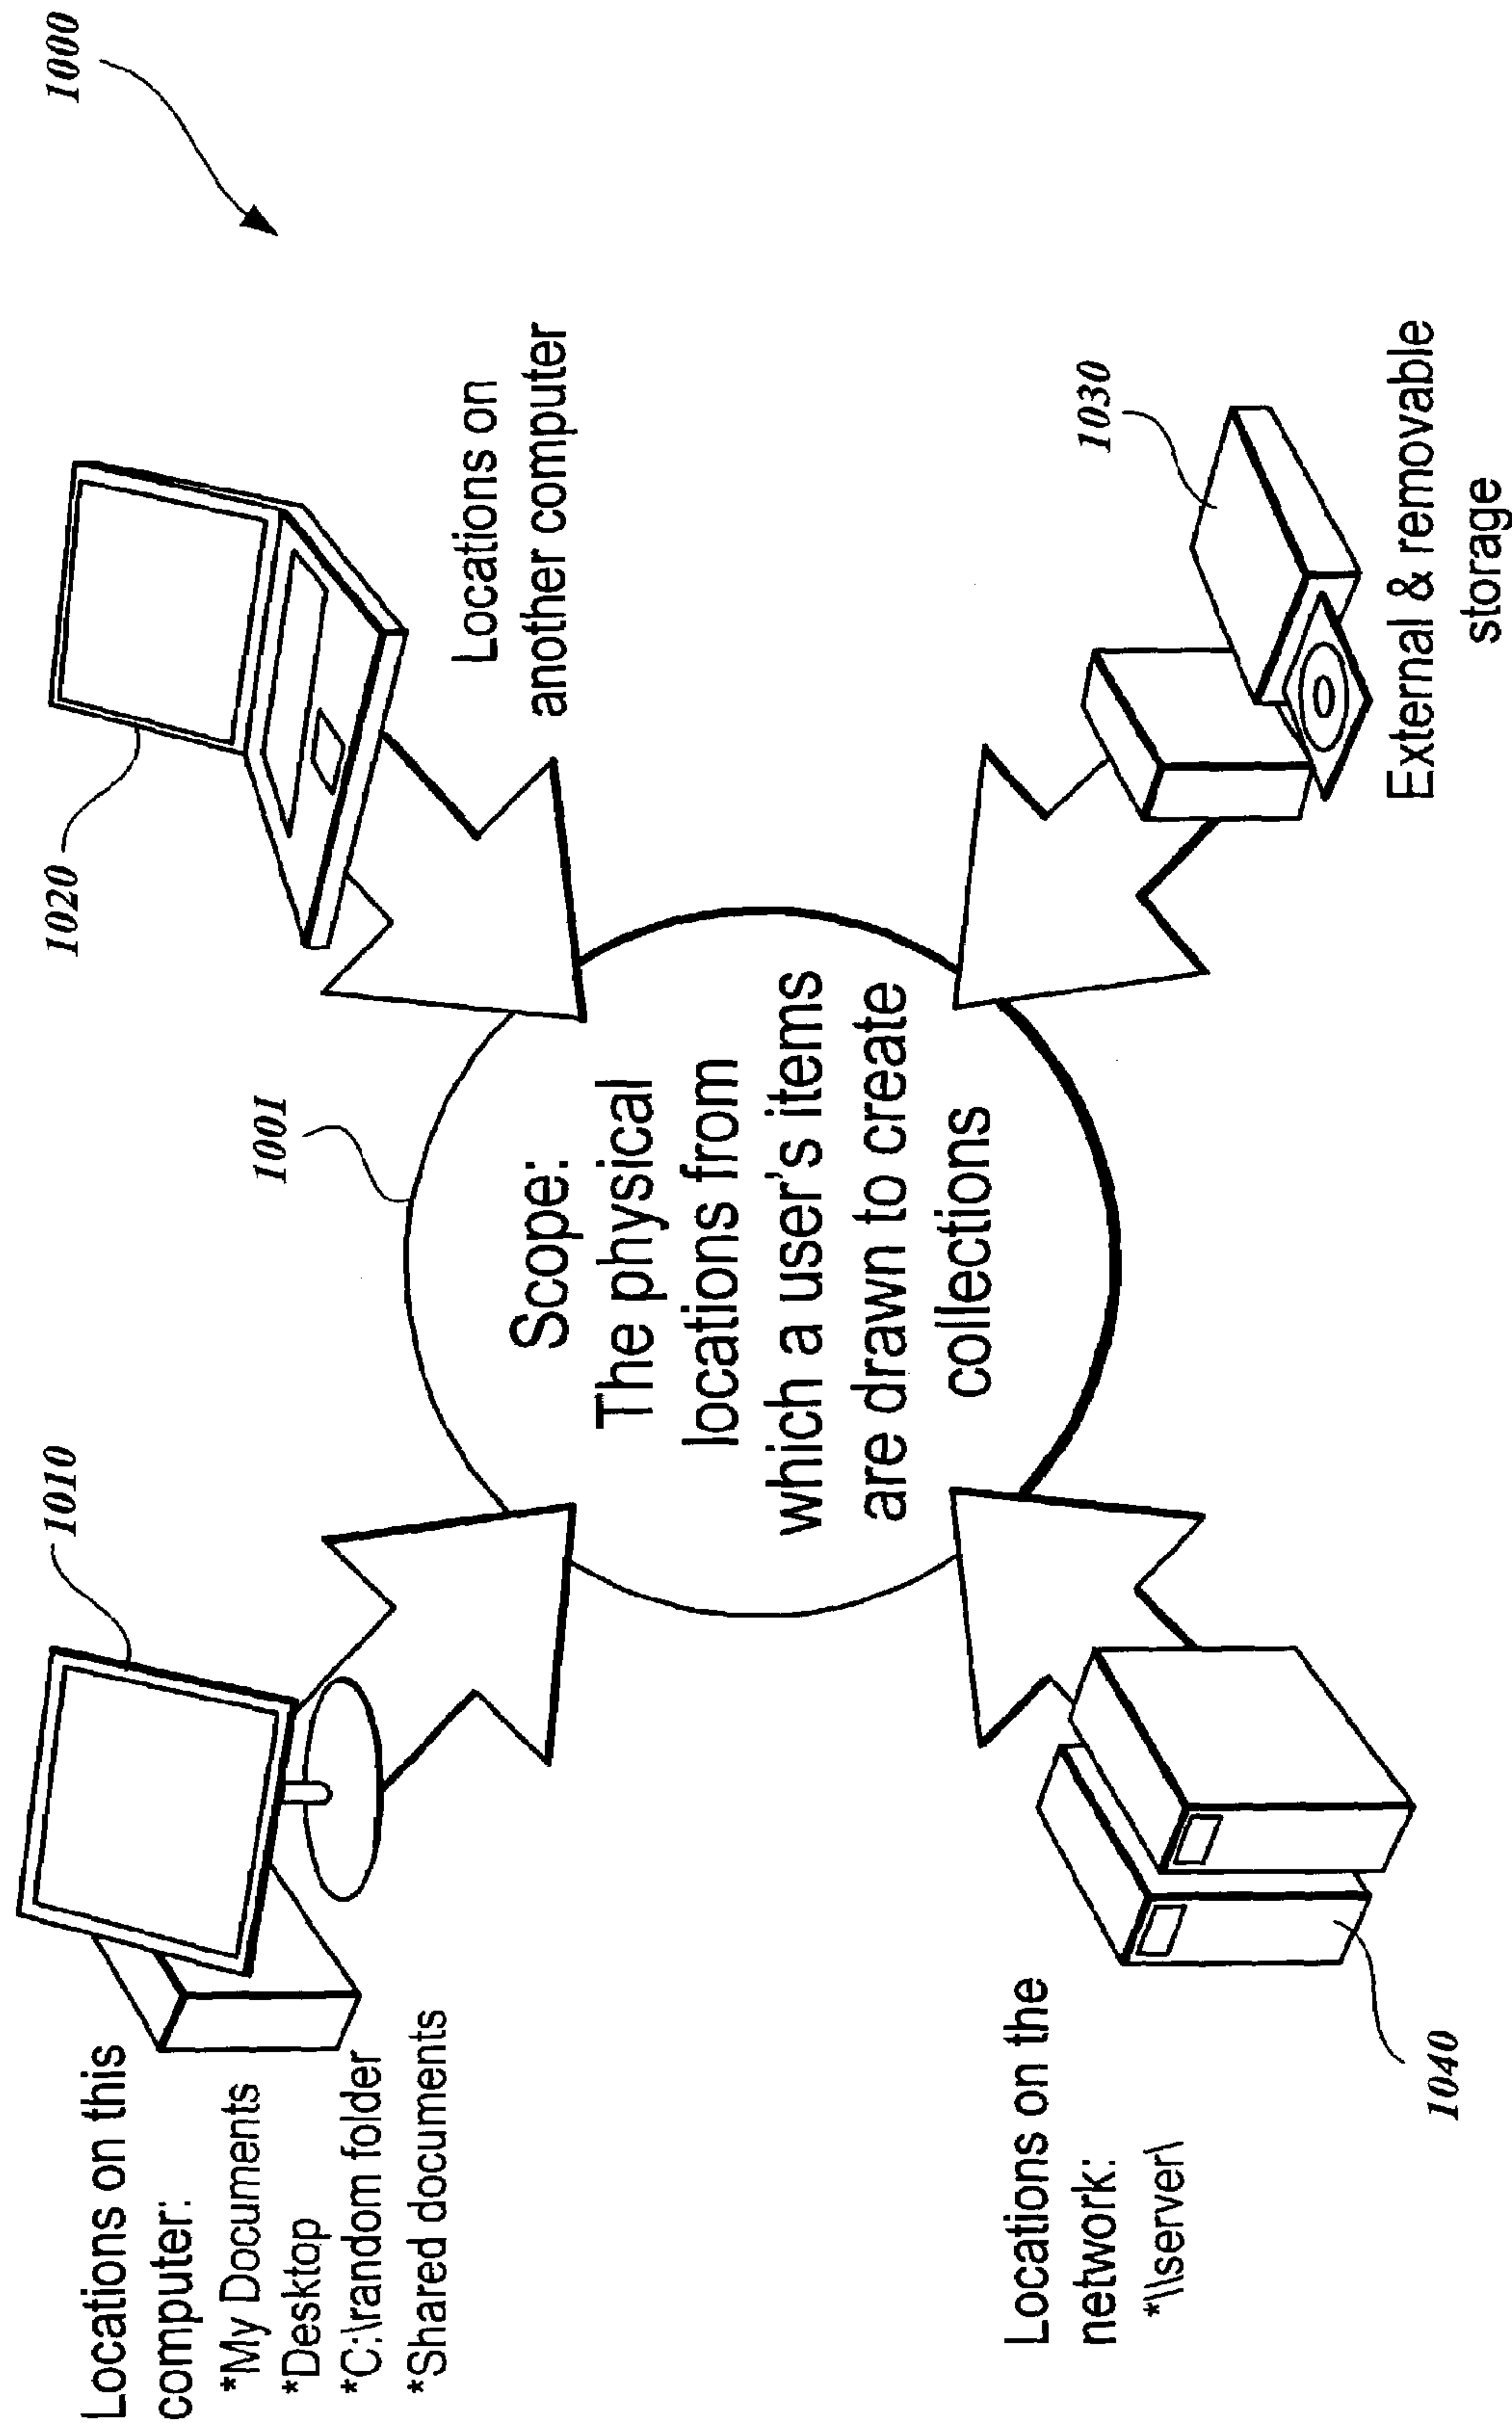 1000
1010
1020
Locations on this
computer:
*My Documents
*Desktop
*C:\random folder
*Shared documents
1001
Locations on
another computer
Scope:
The physical
locations from
which a user's items
are drawn to create
collections
Locations on the
network:
*\\server\
1040
1030
External & removable
storage